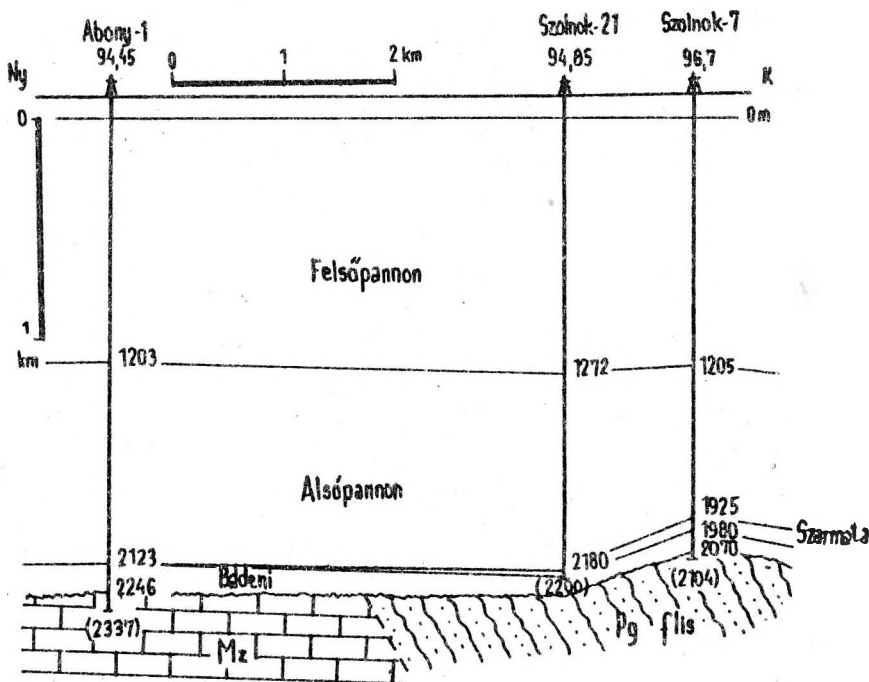 Abony-1 Szolnok-21 Szolnok-7
Ny 94,45 0 1 2 km 94,85 96,7 K
0 0m
Felsőpannon
1
km 1203 1272 1205
Alsópannon
1925
1980 Szarmata
2123 2180 2070
Badeni
2246 (2200) (2104)
(2337) Pg flis
Mz